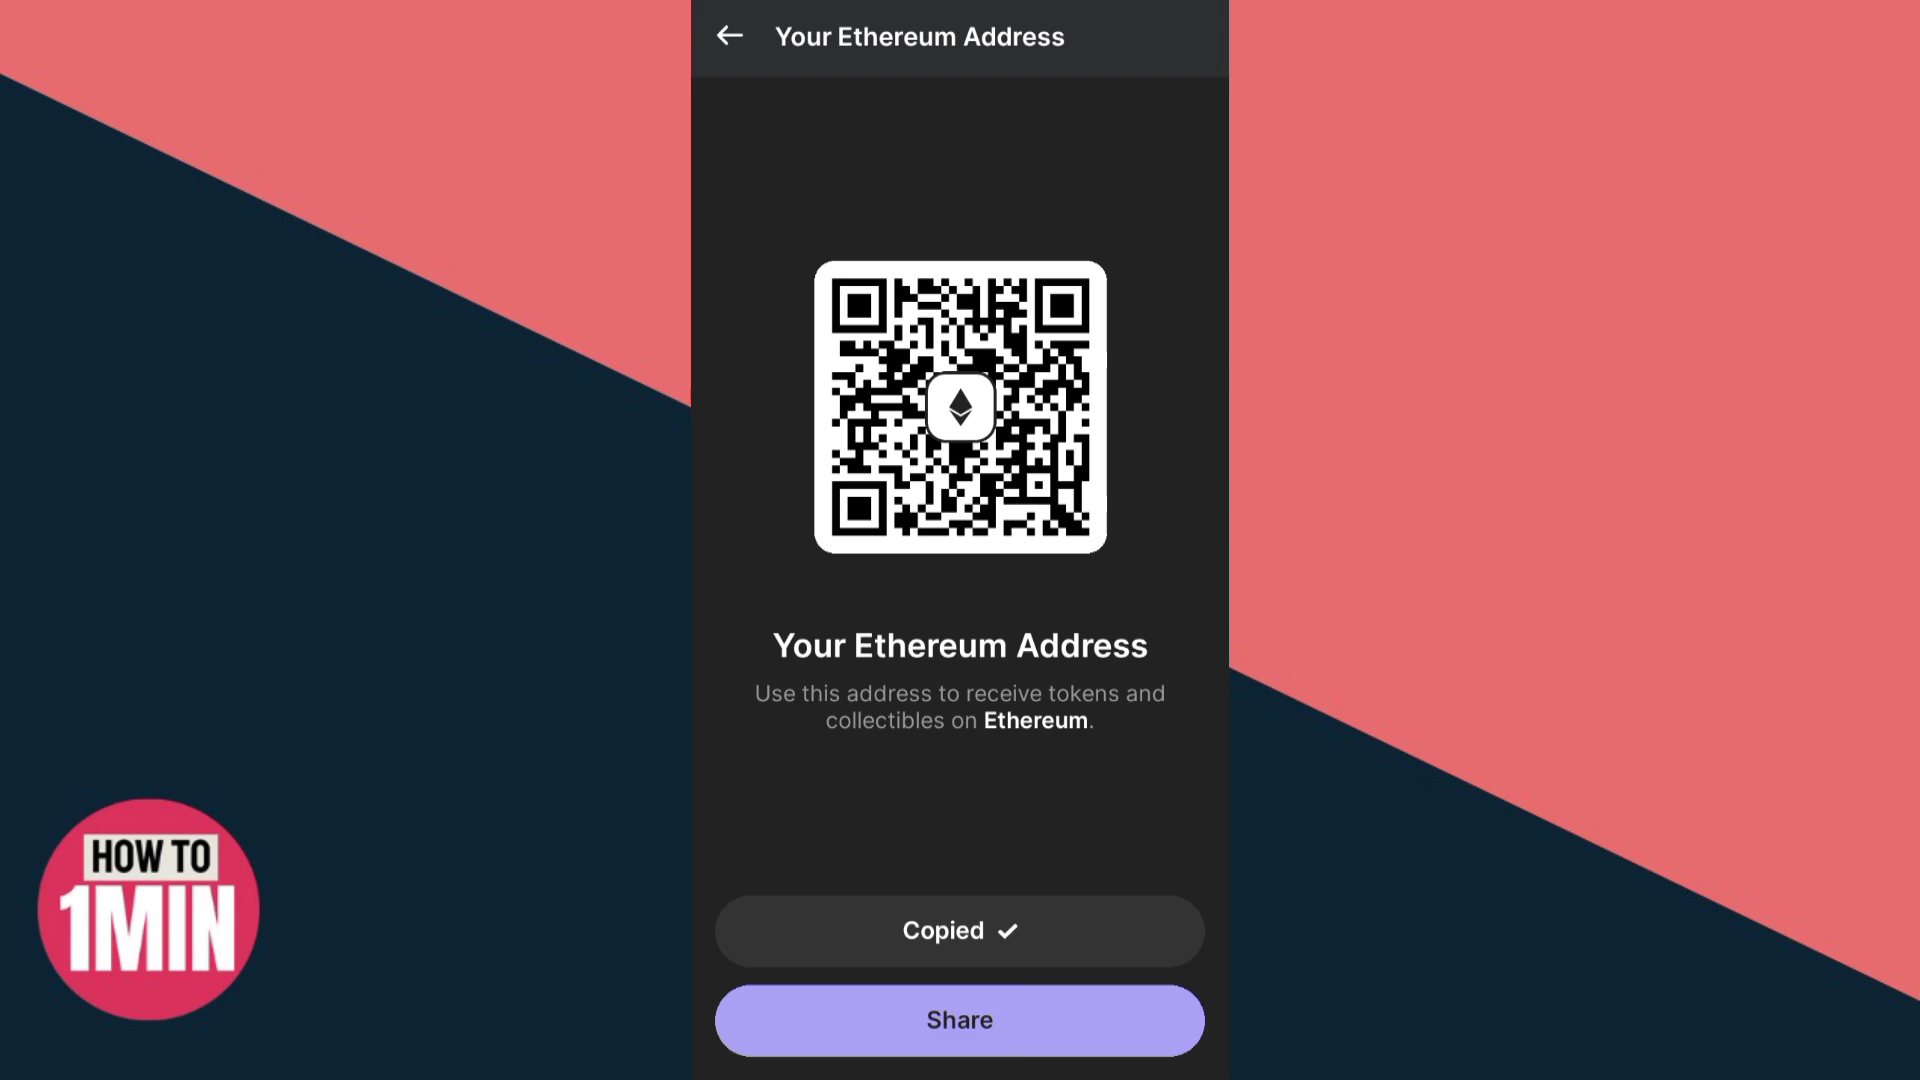 Your Ethereum Address
Your Ethereum Address
Use this address to receive tokens and
collectibles on Ethereum.
Copied
Share
HOW TO
1MIN